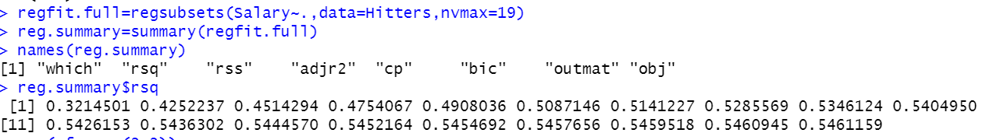 > regfit.full=regsubsets(Salary~.,data=Hitters,nvmax=19)
> reg.summary=summary(regfit.full)
> names(reg.summary)
[1] "which"  "rsq"    "rss"    "adjr2"  "cp"     "bic"    "outmat" "obj"
> reg.summary$rsq
 [1] 0.3214501 0.4252237 0.4514294 0.4754067 0.4908036 0.5087146 0.5141227 0.5285569 0.5346124 0.5404950
[11] 0.5426153 0.5436302 0.5444570 0.5452164 0.5454692 0.5457656 0.5459518 0.5460945 0.5461159